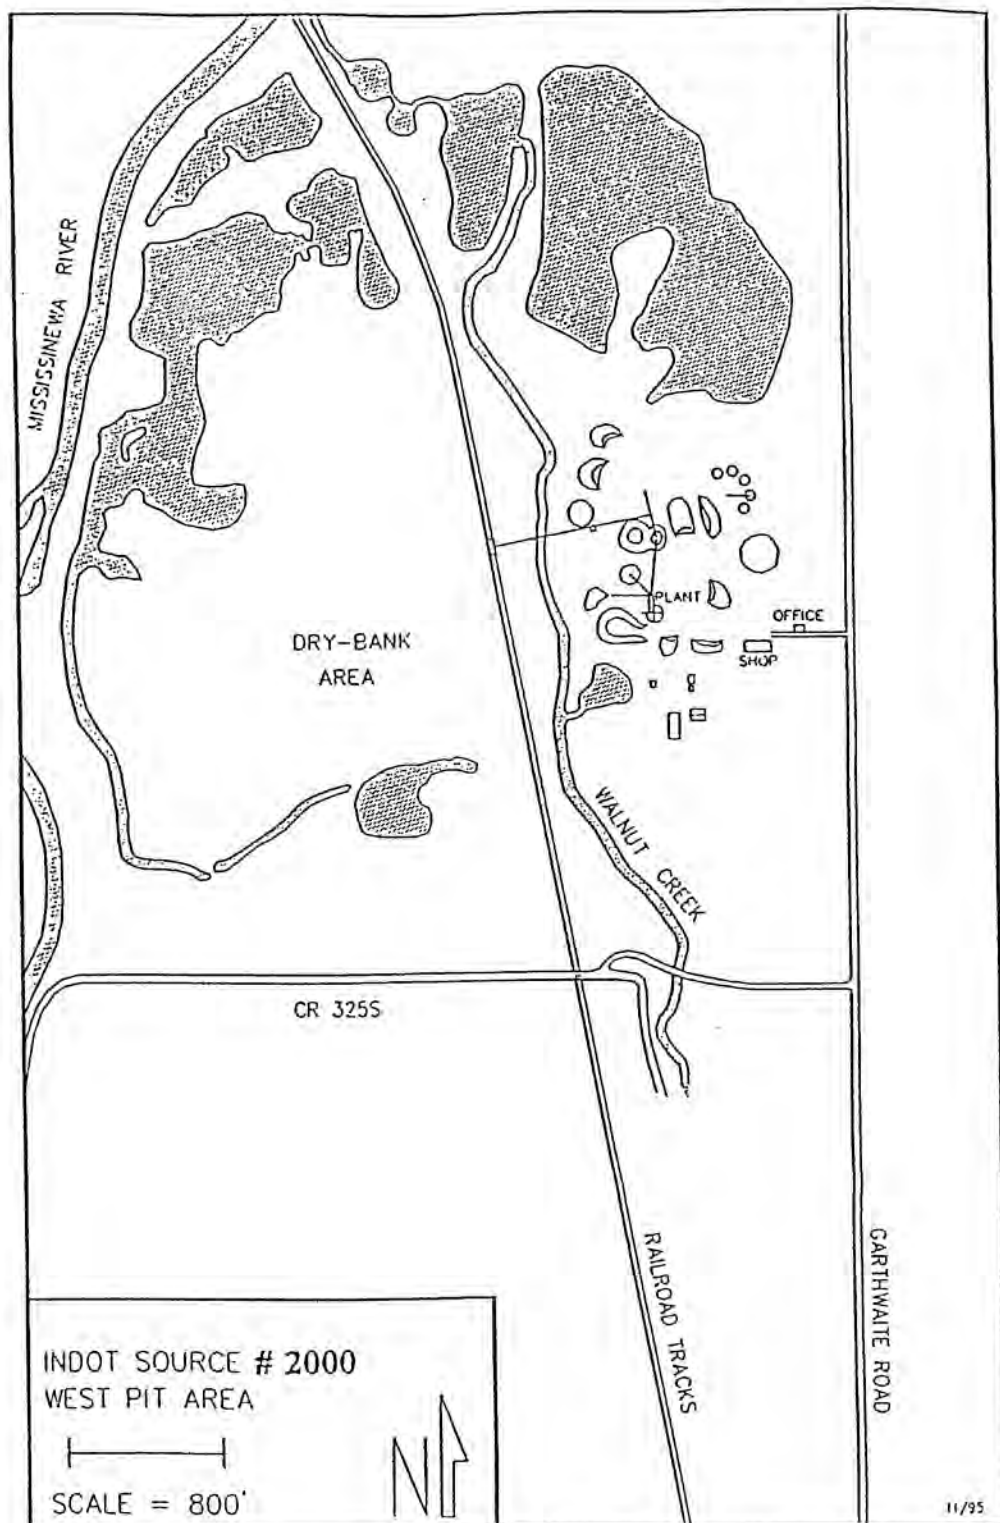 MISSISSINEWA RIVER
DRY-BANK
AREA
PLANT
OFFICE
SHOP
WALNUT CREEK
CR 325S
RAILROAD TRACKS
GARTHWAITE ROAD
INDOT SOURCE # 2000
WEST PIT AREA
SCALE = 800'
N
11/95